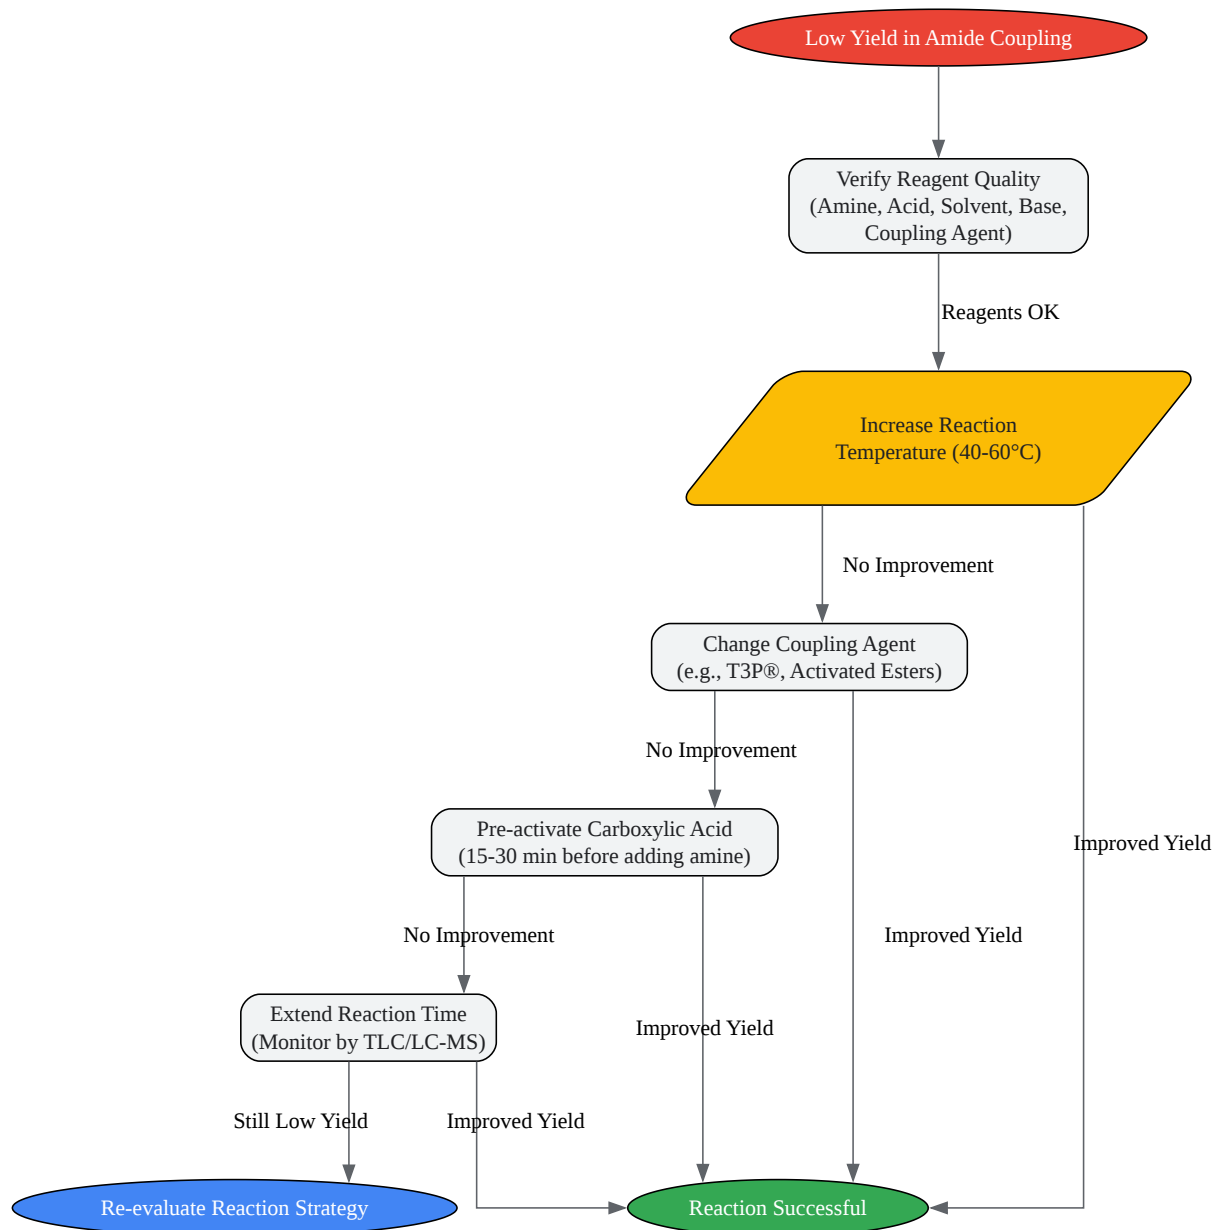 Low Yield in Amide Coupling
Verify Reagent Quality
(Amine, Acid, Solvent, Base,
Coupling Agent)
Reagents OK
Increase Reaction
Temperature (40-60°C)
No Improvement
Change Coupling Agent
(e.g., T3P®, Activated Esters)
No Improvement
Pre-activate Carboxylic Acid
(15-30 min before adding amine)
Improved Yield
No Improvement
Improved Yield
Extend Reaction Time
(Monitor by TLC/LC-MS)
Improved Yield
Still Low Yield
Improved Yield
Re-evaluate Reaction Strategy
Reaction Successful